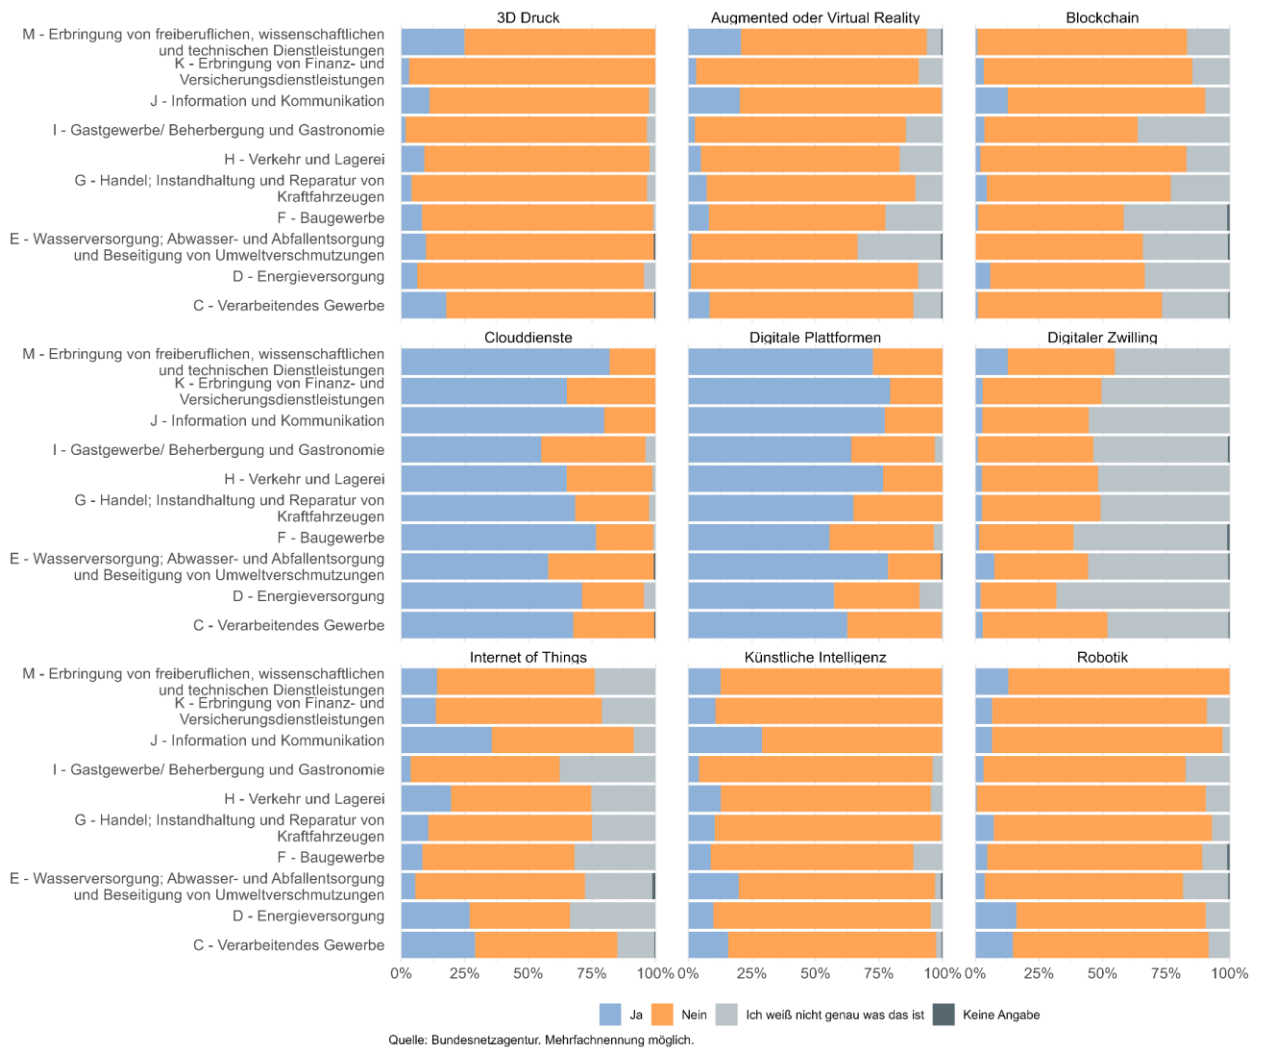 3D Druck
Augmented oder Virtual Reality
Blockchain
M - Erbringung von freiberuflichen, wissenschaftlichen
und technischen Dienstleistungen
K - Erbringung von Finanz- und
Versicherungsdienstleistungen
J - Information und Kommunikation
I - Gastgewerbe/ Beherbergung und Gastronomie
H - Verkehr und Lagerei
G - Handel; Instandhaltung und Reparatur von
Kraftfahrzeugen
F - Baugewerbe
E - Wasserversorgung; Abwasser- und Abfallentsorgung
und Beseitigung von Umweltverschmutzungen
D - Energieversorgung
C - Verarbeitendes Gewerbe
Clouddienste
Digitale Plattformen
Digitaler Zwilling
M - Erbringung von freiberuflichen, wissenschaftlichen
und technischen Dienstleistungen
K - Erbringung von Finanz- und
Versicherungsdienstleistungen
J - Information und Kommunikation
I - Gastgewerbe/ Beherbergung und Gastronomie
H - Verkehr und Lagerei
G - Handel; Instandhaltung und Reparatur von
Kraftfahrzeugen
F - Baugewerbe
E - Wasserversorgung; Abwasser- und Abfallentsorgung
und Beseitigung von Umweltverschmutzungen
D - Energieversorgung
C - Verarbeitendes Gewerbe
Internet of Things
Künstliche Intelligenz
Robotik
M - Erbringung von freiberuflichen, wissenschaftlichen
und technischen Dienstleistungen
K - Erbringung von Finanz- und
Versicherungsdienstleistungen
J - Information und Kommunikation
I - Gastgewerbe/ Beherbergung und Gastronomie
H - Verkehr und Lagerei
G - Handel; Instandhaltung und Reparatur von
Kraftfahrzeugen
F - Baugewerbe
E - Wasserversorgung; Abwasser- und Abfallentsorgung
und Beseitigung von Umweltverschmutzungen
D - Energieversorgung
C - Verarbeitendes Gewerbe
0% 25% 50% 75% 100% 0% 25% 50% 75% 100% 0% 25% 50% 75% 100%
Ja Nein Ich weiß nicht genau was das ist Keine Angabe
Quelle: Bundesnetzagentur. Mehrfachnennung möglich.